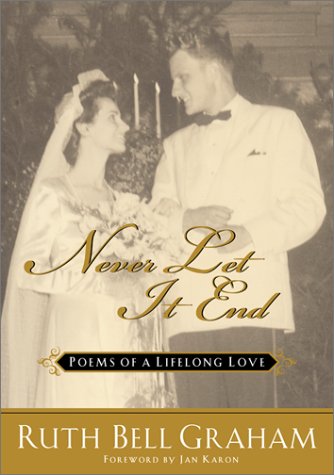 Never Let
It End
POEMS OF A LIFELONG LOVE
RUTH BELL GRAHAM
FOREWORD BY JAN KARON